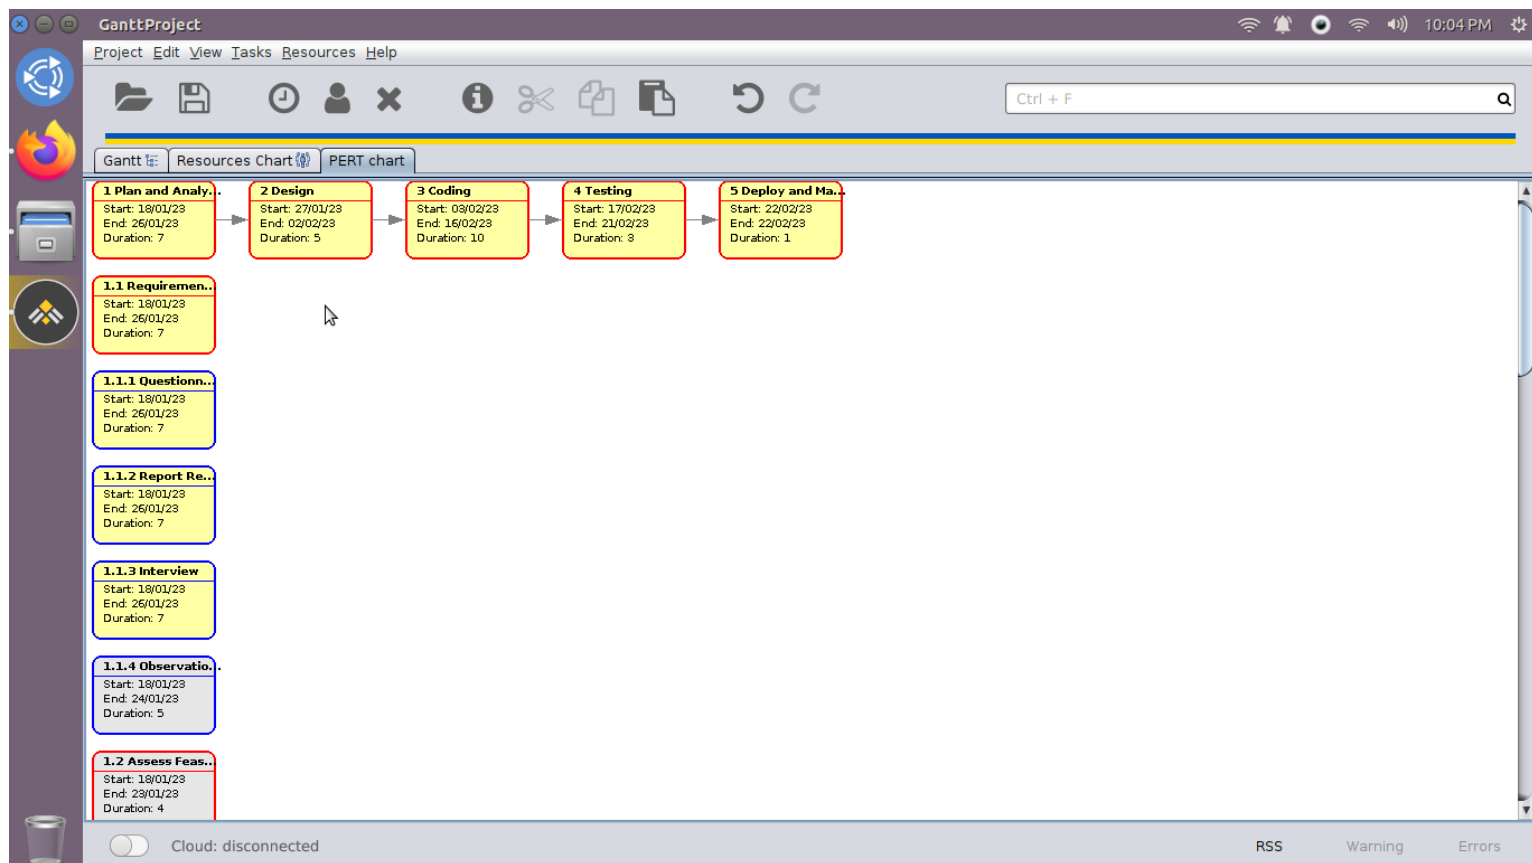 GanttProject
10:04 PM
Project Edit View Tasks Resources Help
Ctrl + F
Gantt
Resources Chart
PERT chart
1 Plan and Analy...
Start: 18/01/23
End: 26/01/23
Duration: 7
2 Design
Start: 27/01/23
End: 02/02/23
Duration: 5
3 Coding
Start: 03/02/23
End: 16/02/23
Duration: 10
4 Testing
Start: 17/02/23
End: 21/02/23
Duration: 3
5 Deploy and Ma...
Start: 22/02/23
End: 22/02/23
Duration: 1
1.1 Requiremen...
Start: 18/01/23
End: 26/01/23
Duration: 7
1.1.1 Questionn...
Start: 18/01/23
End: 26/01/23
Duration: 7
1.1.2 Report Re...
Start: 18/01/23
End: 26/01/23
Duration: 7
1.1.3 Interview
Start: 18/01/23
End: 26/01/23
Duration: 7
1.1.4 Observatio...
Start: 18/01/23
End: 24/01/23
Duration: 5
1.2 Assess Feas...
Start: 18/01/23
End: 23/01/23
Duration: 4
Cloud: disconnected
RSS
Warning
Errors